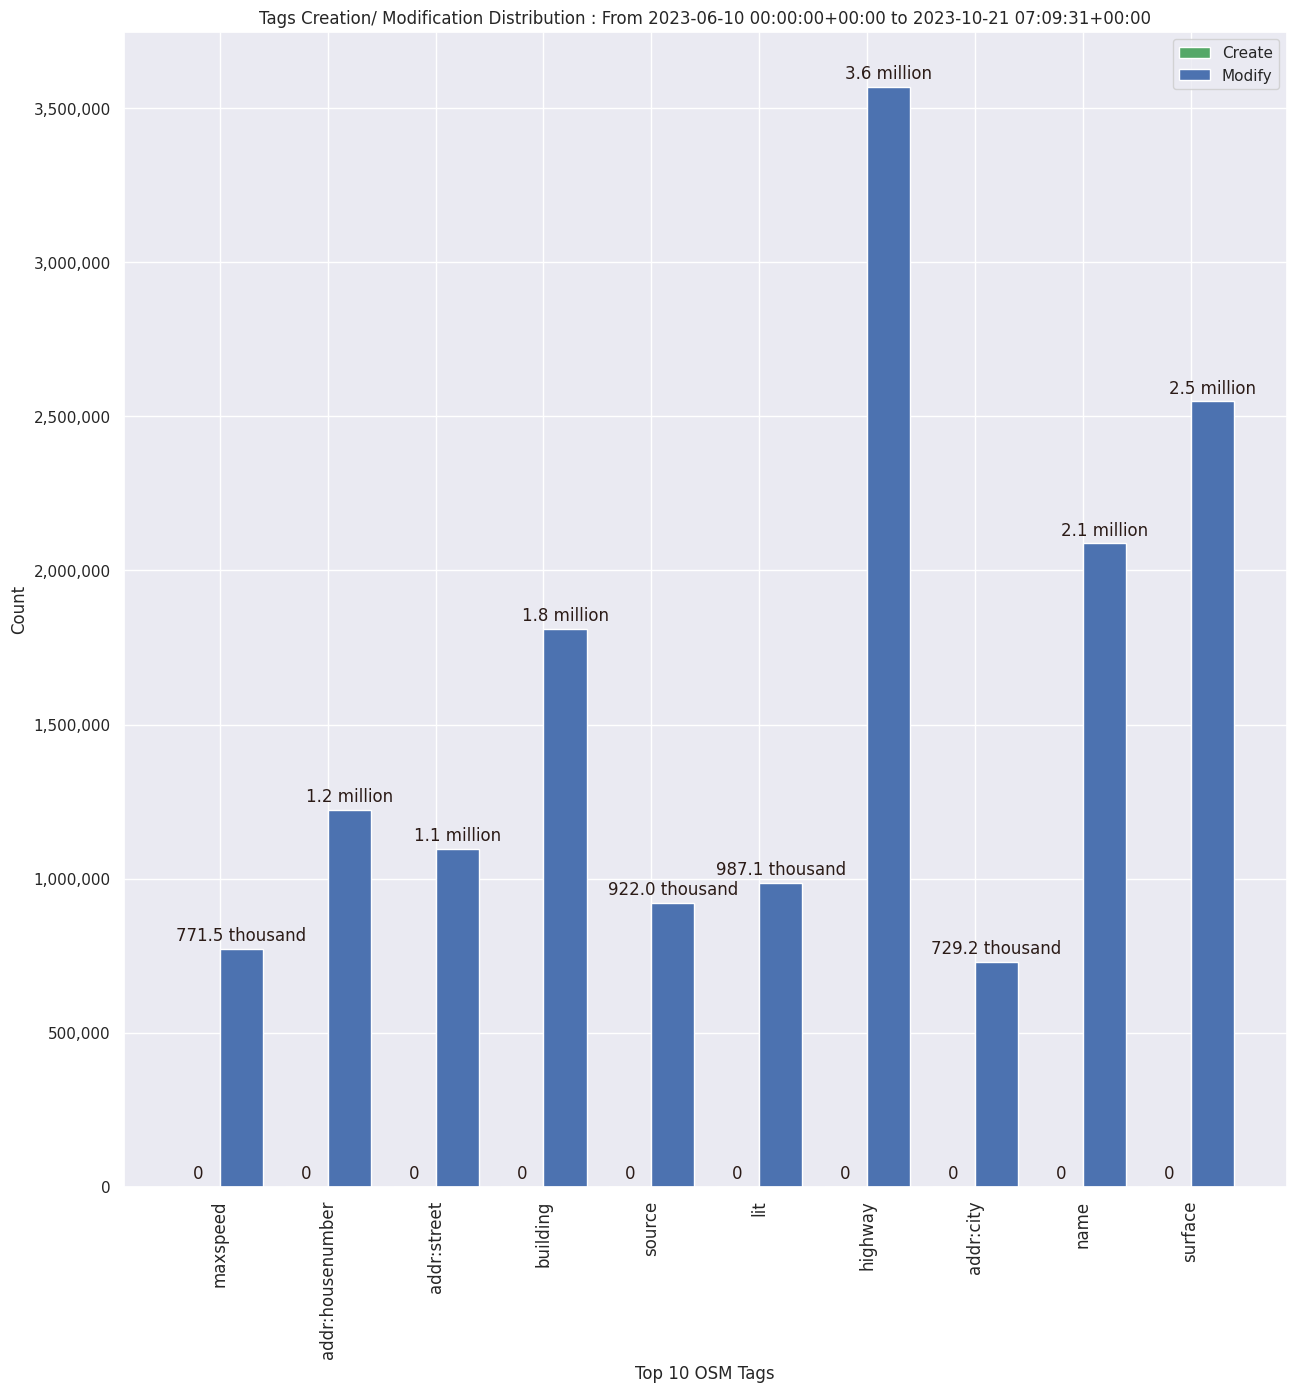 Tags Creation/ Modification Distribution : From 2023-06-10 00:00:00+00:00 to 2023-10-21 07:09:31+00:00
Create
Modify
3.6 million
3,500,000
3,000,000
2.5 million
2,500,000
2.1 million
2,000,000
1.8 million
Count
1,500,000
1.2 million
1.1 million
987.1 thousand
1,000,000
922.0 thousand
771.5 thousand
729.2 thousand
500,000
0 0 0 0 0 0 0 0 0 0
0
maxspeed
addr:housenumber
addr:street
building
source
lit
highway
addr:city
name
surface
Top 10 OSM Tags